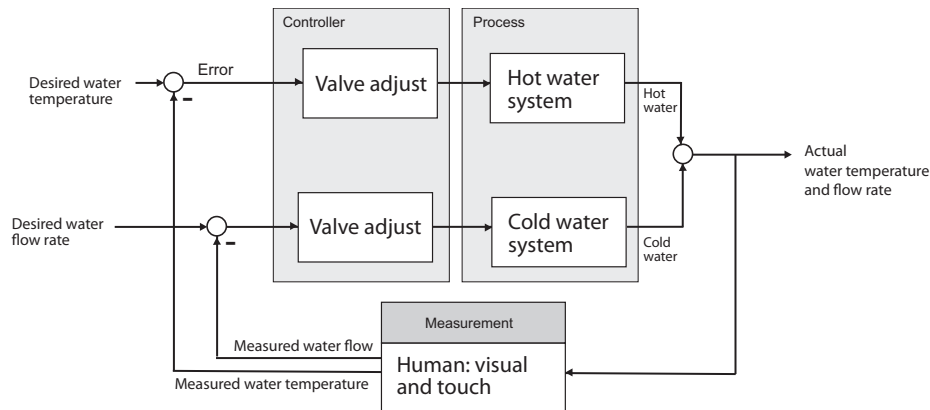 Controller
Process
Desired water
temperature
Error
Valve adjust
Hot water
system
Hot
water
Actual
water temperature
and flow rate
Desired water
flow rate
Valve adjust
Cold water
system
Cold
water
Measurement
Measured water flow
Measured water temperature
Human: visual
and touch